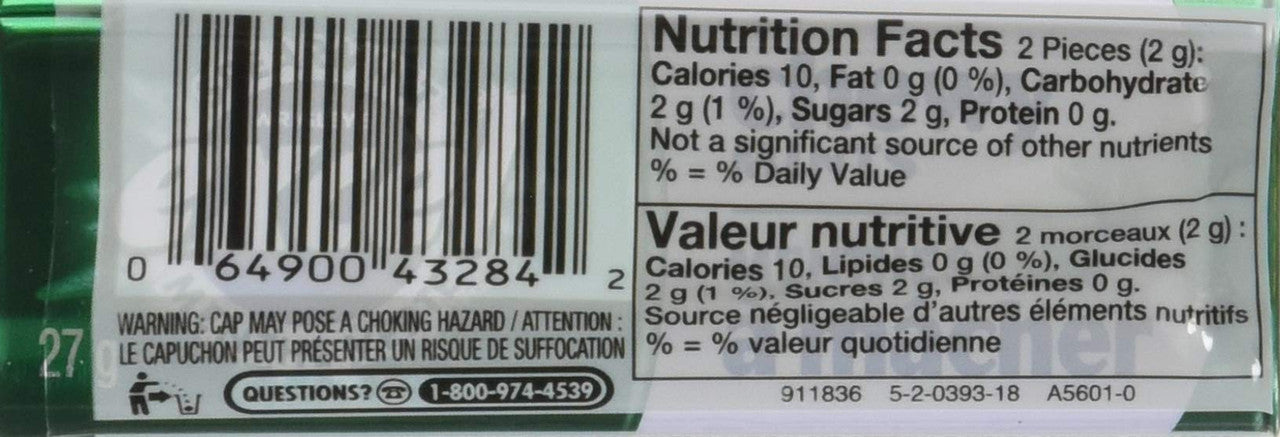 0 64900 43284 2
WARNING: CAP MAY POSE A CHOKING HAZARD / ATTENTION :
LE CAPUCHON PEUT PRÉSENTER UN RISQUE DE SUFFOCATION
27 g
QUESTIONS? ☎ 1-800-974-4539
Nutrition Facts 2 Pieces (2 g):
Calories 10, Fat 0 g (0 %), Carbohydrate
2 g (1 %), Sugars 2 g, Protein 0 g.
Not a significant source of other nutrients
% = % Daily Value
Valeur nutritive 2 morceaux (2 g) :
Calories 10, Lipides 0 g (0 %), Glucides
2 g (1 %), Sucres 2 g, Protéines 0 g.
Source négligeable d'autres éléments nutritifs
% = % valeur quotidienne
911836 5-2-0393-18 A5601-0